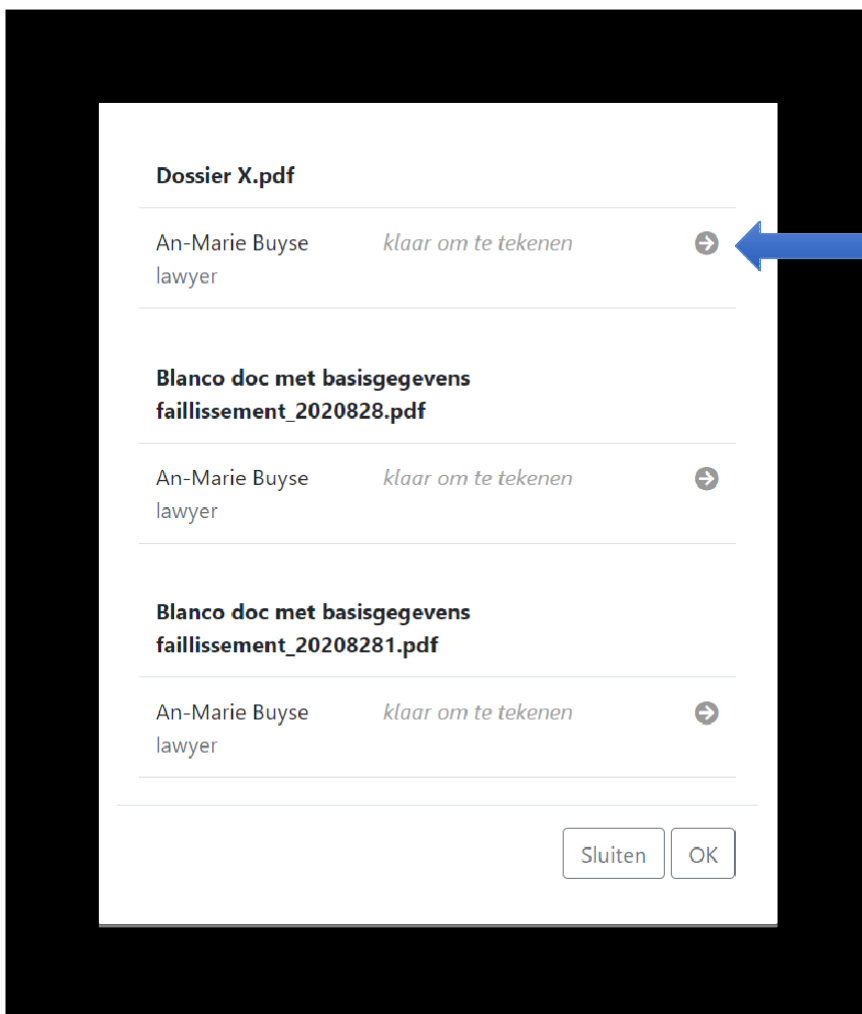 Dossier X.pdf
An-Marie Buyse klaar om te tekenen
lawyer
Blanco doc met basisgegevens
faillissement_2020828.pdf
An-Marie Buyse klaar om te tekenen
lawyer
Blanco doc met basisgegevens
faillissement_20208281.pdf
An-Marie Buyse klaar om te tekenen
lawyer
Sluiten OK